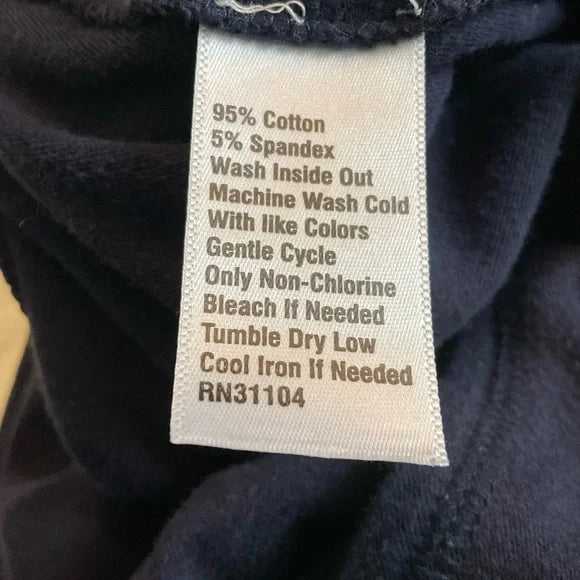 95% Cotton
5% Spandex
Wash Inside Out
Machine Wash Cold
With like Colors
Gentle Cycle
Only Non-Chlorine
Bleach If Needed
Tumble Dry Low
Cool Iron If Needed
RN31104